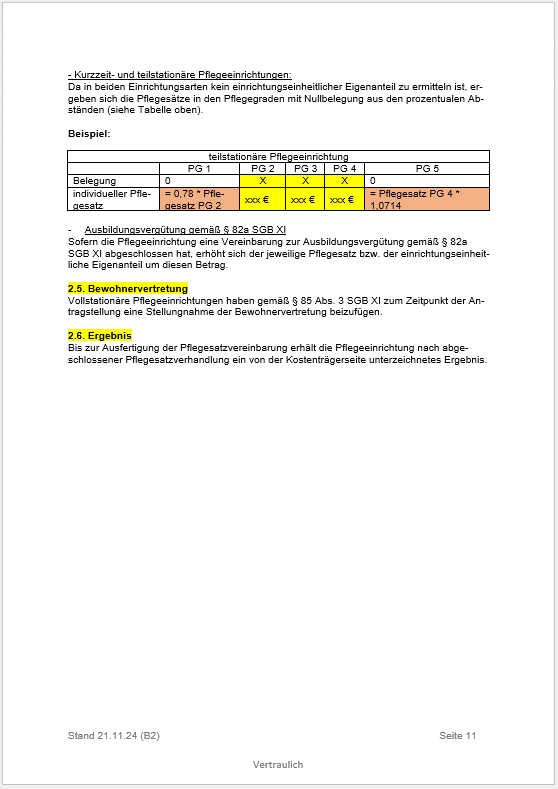 - Kurzzeit- und teilstationäre Pflegeeinrichtungen:
Da in beiden Einrichtungsarten kein einrichtungseinheitlicher Eigenanteil zu ermitteln ist, er-
geben sich die Pflegesätze in den Pflegegraden mit Nullbelegung aus den prozentualen Ab-
ständen (siehe Tabelle oben).
Beispiel:
teilstationäre Pflegeeinrichtung
PG 1 PG 2 PG 3 PG 4 PG 5
Belegung 0 X X X 0
individueller Pfle- = 0,78 * Pfle- xxx € xxx € xxx € = Pflegesatz PG 4 *
gesatz gesatz PG 2 1,0714
- Ausbildungsvergütung gemäß § 82a SGB XI
Sofern die Pflegeeinrichtung eine Vereinbarung zur Ausbildungsvergütung gemäß § 82a
SGB XI abgeschlossen hat, erhöht sich der jeweilige Pflegesatz bzw. der einrichtungseinheit-
liche Eigenanteil um diesen Betrag.
2.5. Bewohnervertretung
Vollstationäre Pflegeeinrichtungen haben gemäß § 85 Abs. 3 SGB XI zum Zeitpunkt der An-
tragstellung eine Stellungnahme der Bewohnervertretung beizufügen.
2.6. Ergebnis
Bis zur Ausfertigung der Pflegesatzvereinbarung erhält die Pflegeeinrichtung nach abge-
schlossener Pflegesatzverhandlung ein von der Kostenträgerseite unterzeichnetes Ergebnis.
Stand 21.11.24 (B2) Seite 11
Vertraulich